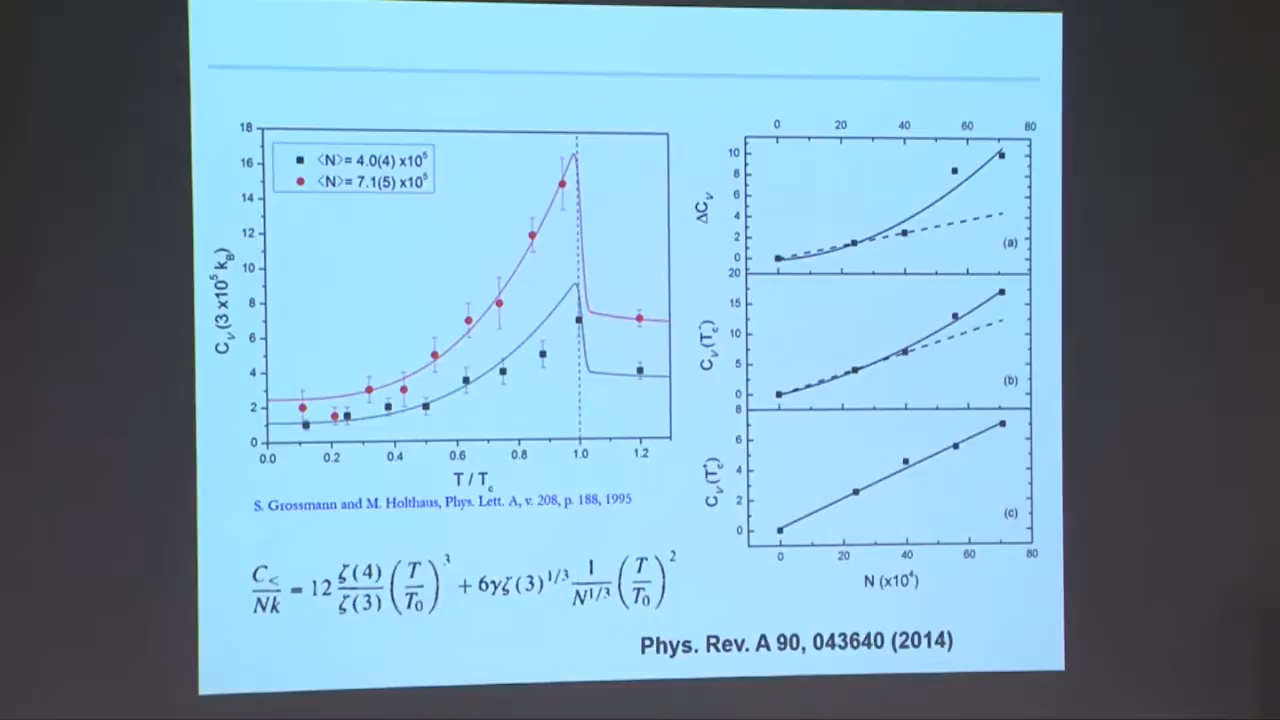 18
16
14
12
10
8
6
4
2
0
C_V (3 x10^5 k_B)
<N>= 4.0(4) x10^5
<N>= 7.1(5) x10^5
0.0 0.2 0.4 0.6 0.8 1.0 1.2
T / T_c
S. Grossmann and M. Holthaus, Phys. Lett. A, v. 208, p. 188, 1995
C_</Nk = 12 ζ(4)/ζ(3) (T/T_0)^3 + 6γζ(3)^1/3 1/N^1/3 (T/T_0)^2
0 20 40 60 80
10
8
6
4
2
0
ΔC_V
(a)
20
15
10
5
0
C_V(T_c^-)
(b)
8
6
4
2
0
C_V(T_c^+)
(c)
0 20 40 60 80
N (x10^4)
Phys. Rev. A 90, 043640 (2014)